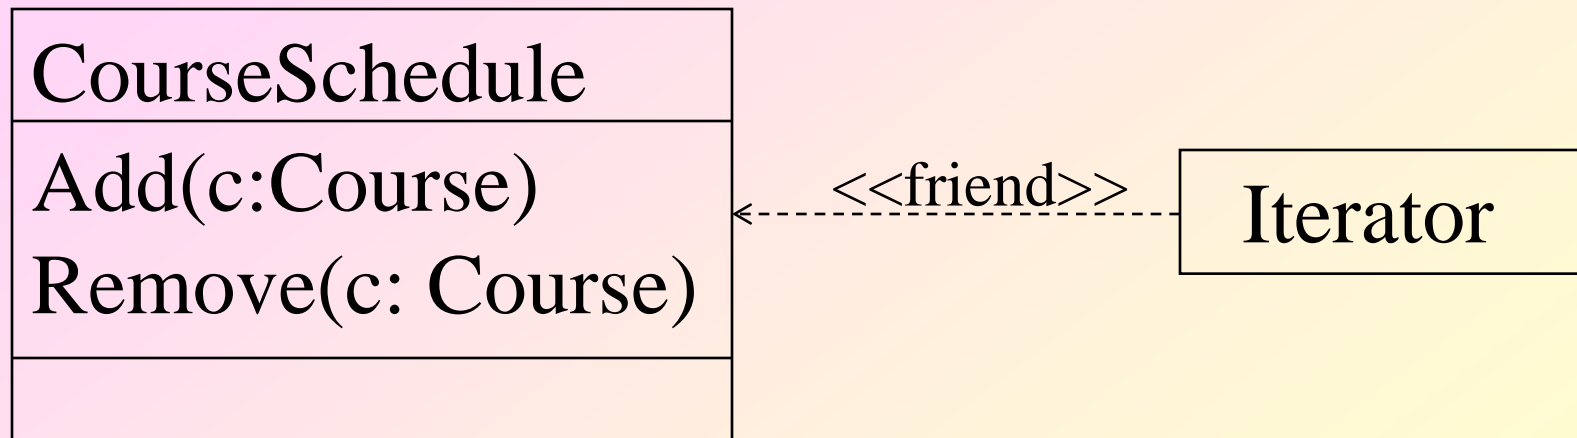 CourseSchedule
Add(c:Course)
Remove(c: Course)
<<friend>>
Iterator